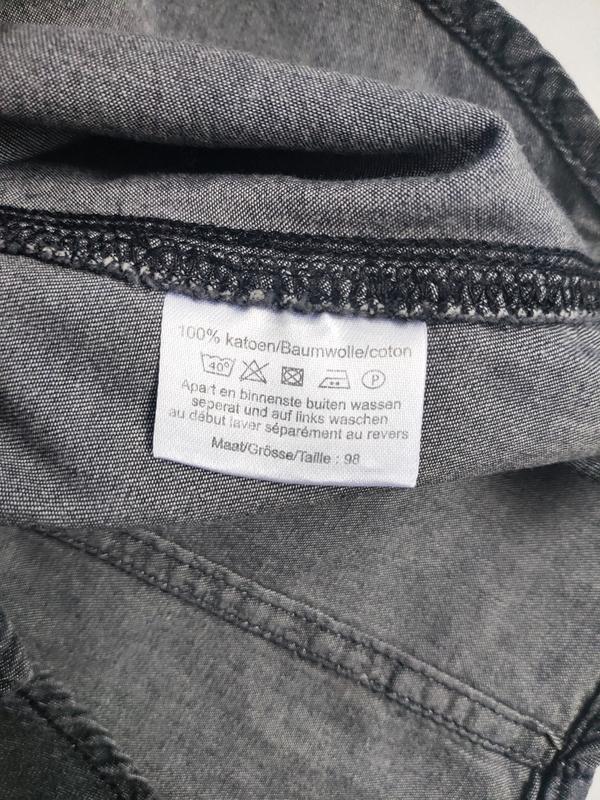 100% katoen/Baumwolle/coton
40° P
Apart en binnenste buiten wassen
seperat und auf links waschen
au début laver séparément au revers
Maat/Grösse/Taille : 98